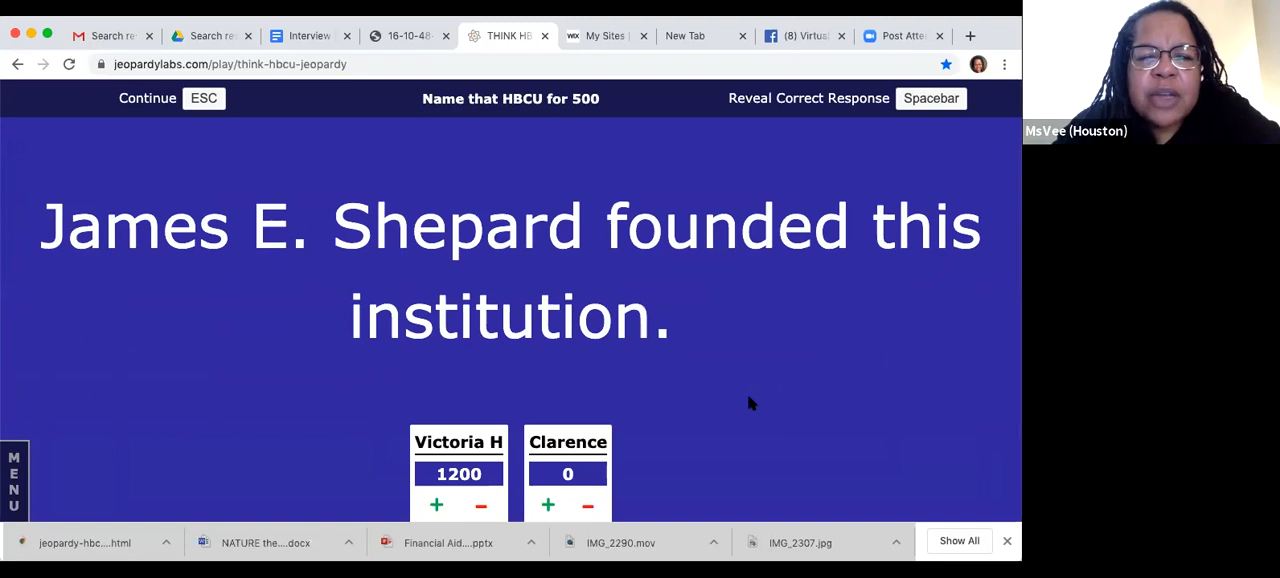 Search re
Search re
Interview
16-10-48-
THINK HB
WIX My Sites |
New Tab
(8) Virtua
Post Atte
jeopardylabs.com/play/think-hbcu-jeopardy
Continue ESC
Name that HBCU for 500
Reveal Correct Response Spacebar
MsVee (Houston)
James E. Shepard founded this
institution.
MENU
Victoria H
Clarence
1200
0
+ −
+ −
jeopardy-hbc....html
NATURE the....docx
Financial Aid....pptx
IMG_2290.mov
IMG_2307.jpg
Show All